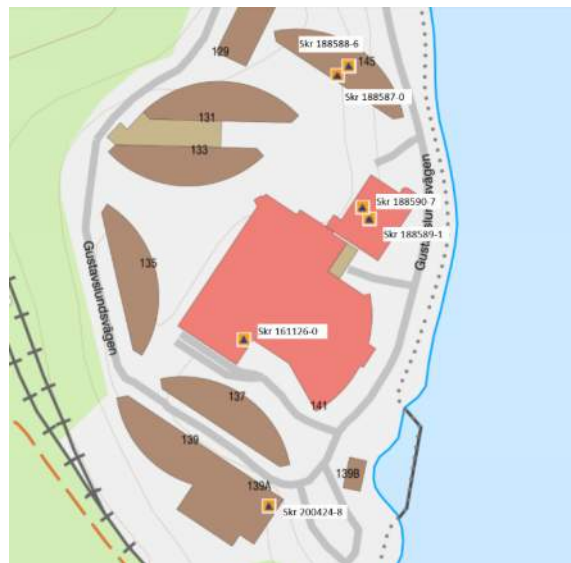 Skr 188588-6
129
145
Skr 188587-0
131
133
Skr 188590-7
Skr 188589-1
Gustavslundsvägen
135
Gustavslundsvägen
Skr 161126-0
137
141
139
139B
139A
Skr 200424-8